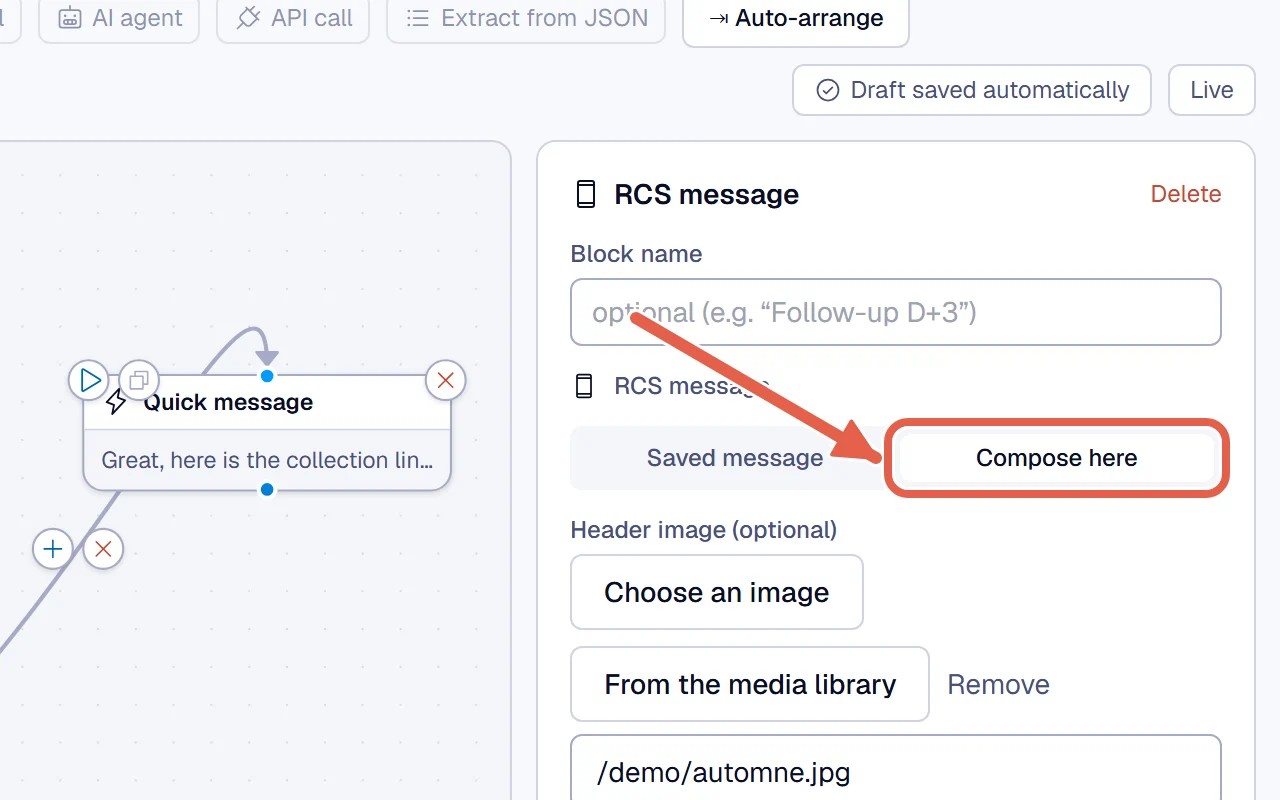 AI agent
API call
Extract from JSON
Auto-arrange
Draft saved automatically
Live
RCS message
Delete
Block name
optional (e.g. “Follow-up D+3”)
RCS message
Quick message
Great, here is the collection lin…
Saved message
Compose here
Header image (optional)
Choose an image
From the media library
Remove
/demo/automne.jpg